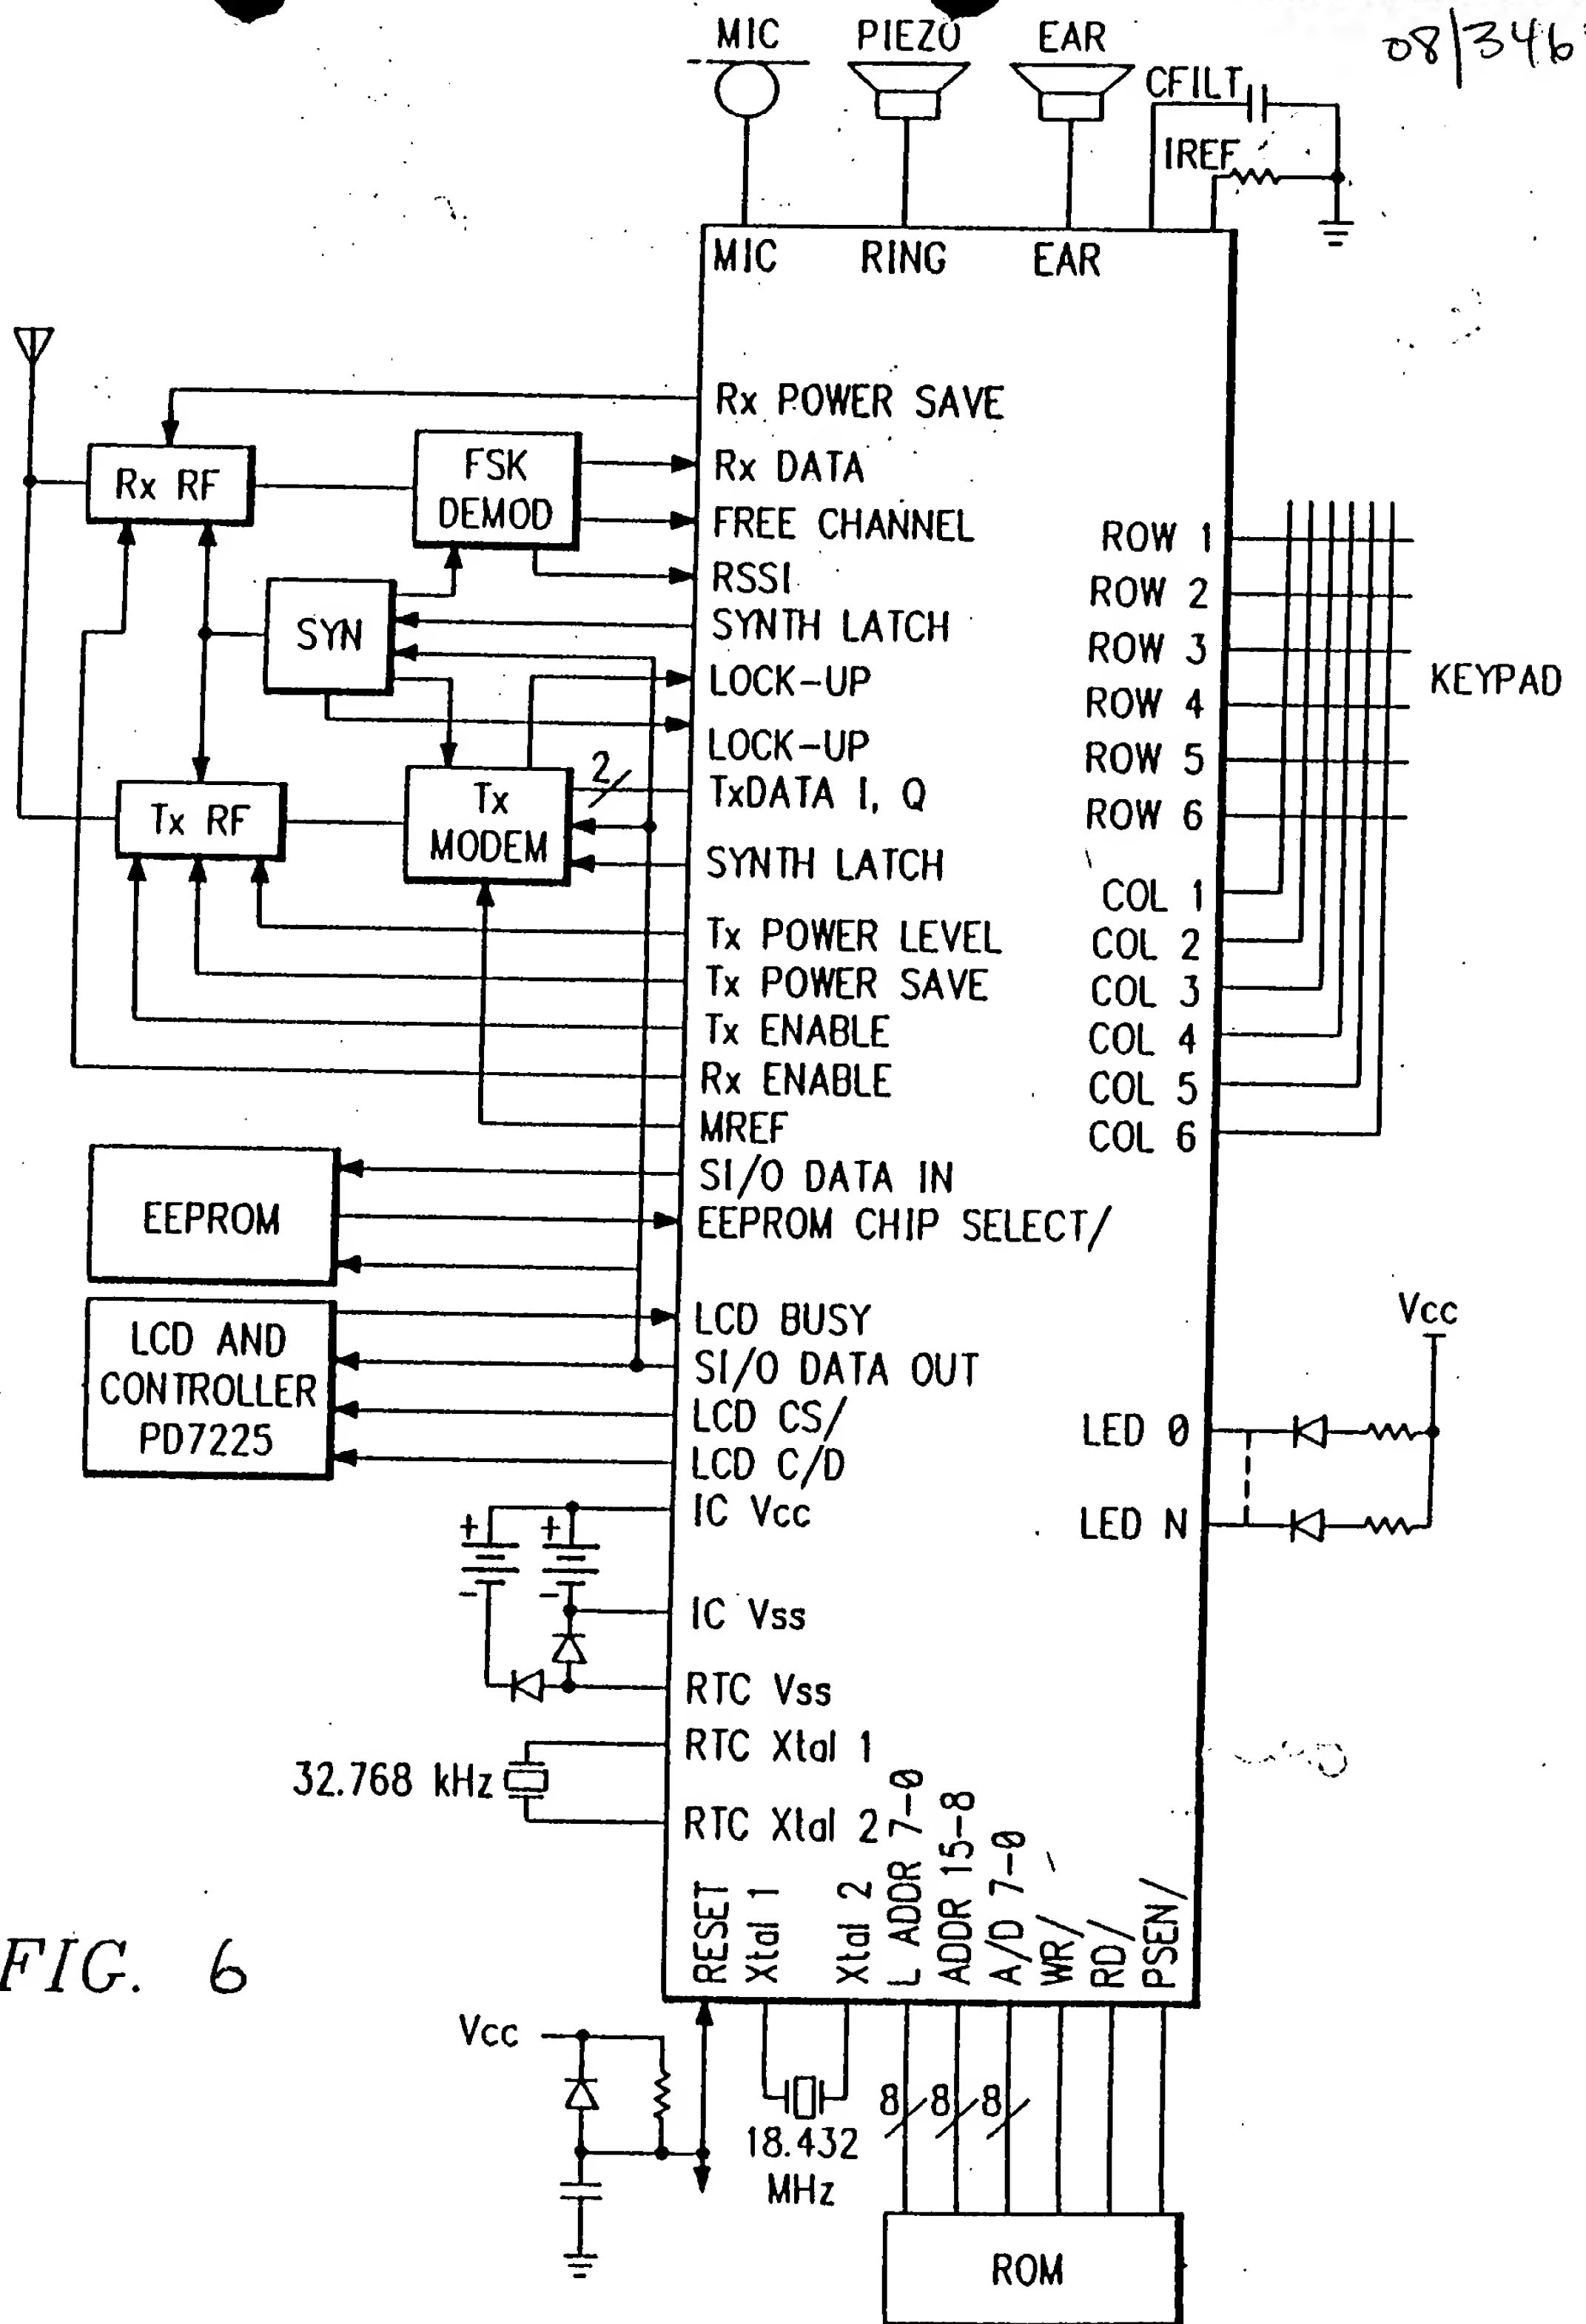 08/346
MIC PIEZO EAR
CFILT
IREF
MIC RING EAR
Rx POWER SAVE
Rx RF
FSK
DEMOD
Rx DATA
FREE CHANNEL
RSSI
SYN
SYNTH LATCH
LOCK-UP
LOCK-UP
2
TxDATA I, Q
Tx RF
Tx
MODEM
SYNTH LATCH
Tx POWER LEVEL
Tx POWER SAVE
Tx ENABLE
Rx ENABLE
MREF
ROW 1
ROW 2
ROW 3
ROW 4
ROW 5
ROW 6
KEYPAD
COL 1
COL 2
COL 3
COL 4
COL 5
COL 6
EEPROM
SI/O DATA IN
EEPROM CHIP SELECT/
LCD AND
CONTROLLER
PD7225
LCD BUSY
SI/O DATA OUT
LCD CS/
LCD C/D
Vcc
LED 0
LED N
IC Vcc
+ +
- -
IC Vss
RTC Vss
RTC Xtal 1
32.768 kHz
RTC Xtal 2
RESET
Xtal 1
Xtal 2
L ADDR 7-0
ADDR 15-8
A/D 7-0
WR/
RD/
PSEN/
FIG. 6
Vcc
18.432
MHz
8 8 8
ROM